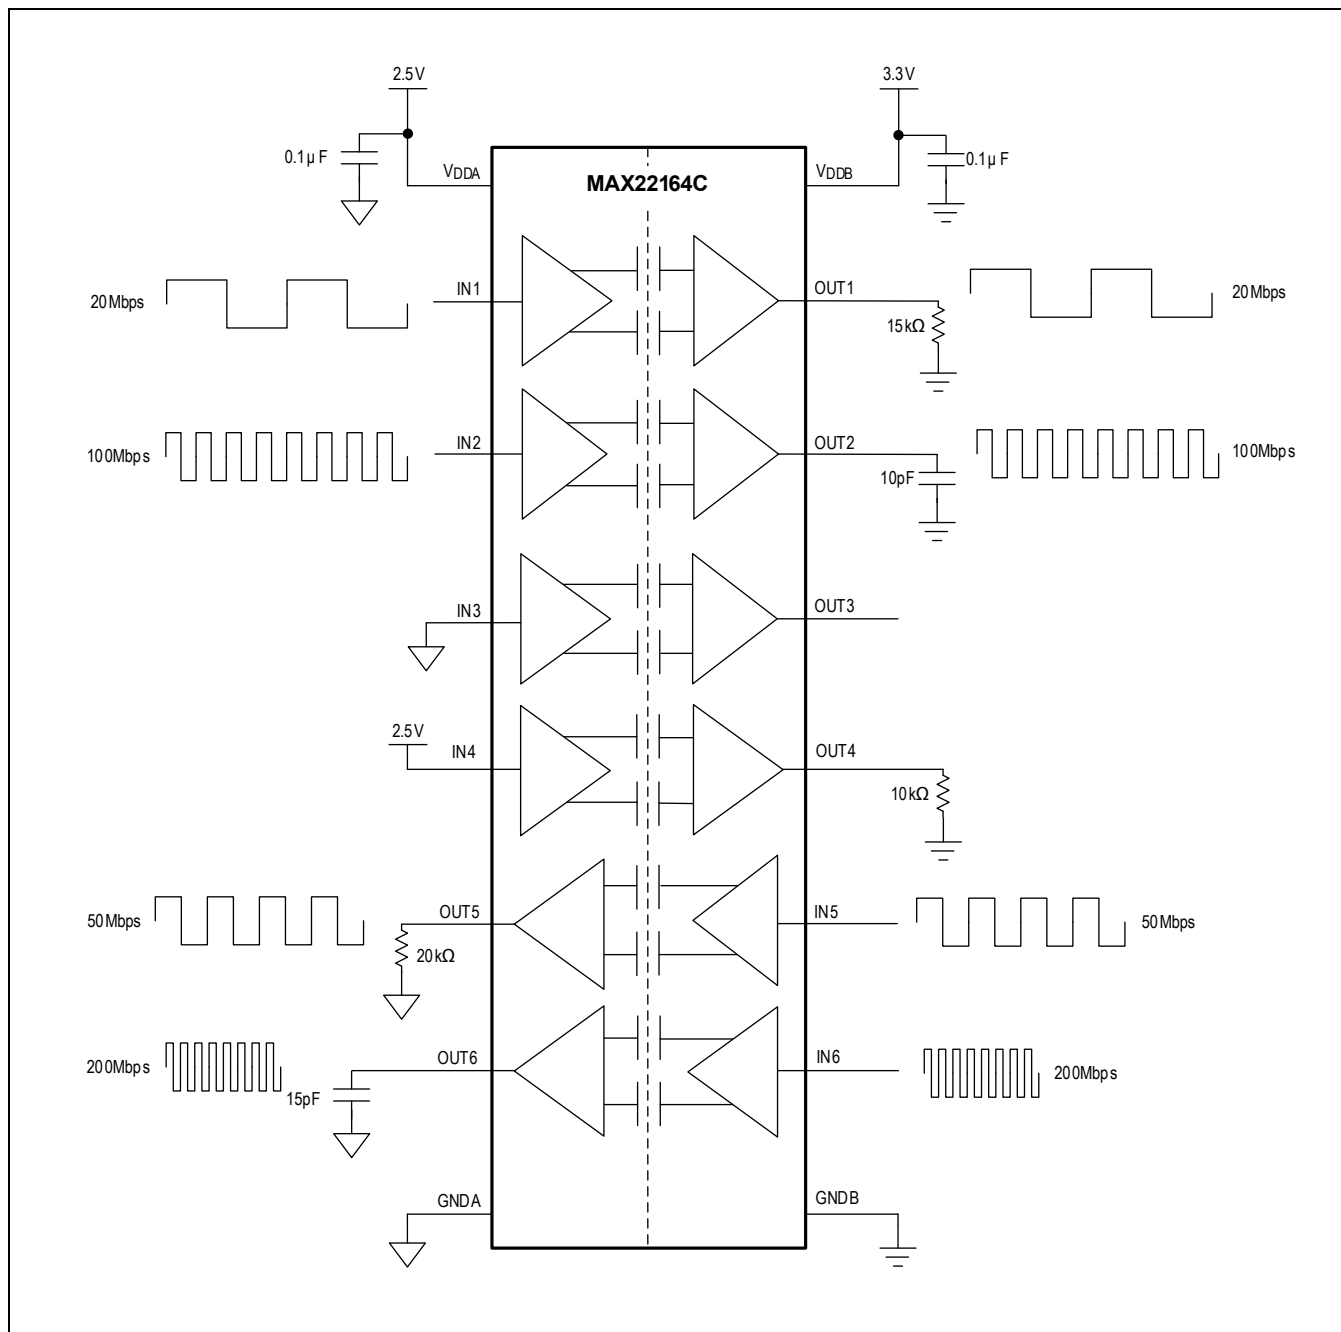 2.5V
3.3V
0.1µF
0.1µF
VDDA
VDDB
MAX22164C
20Mbps
IN1
OUT1
20Mbps
15kΩ
100Mbps
IN2
OUT2
100Mbps
10pF
IN3
OUT3
2.5V
IN4
OUT4
10kΩ
50Mbps
OUT5
IN5
50Mbps
20kΩ
200Mbps
OUT6
IN6
200Mbps
15pF
GNDA
GNDB